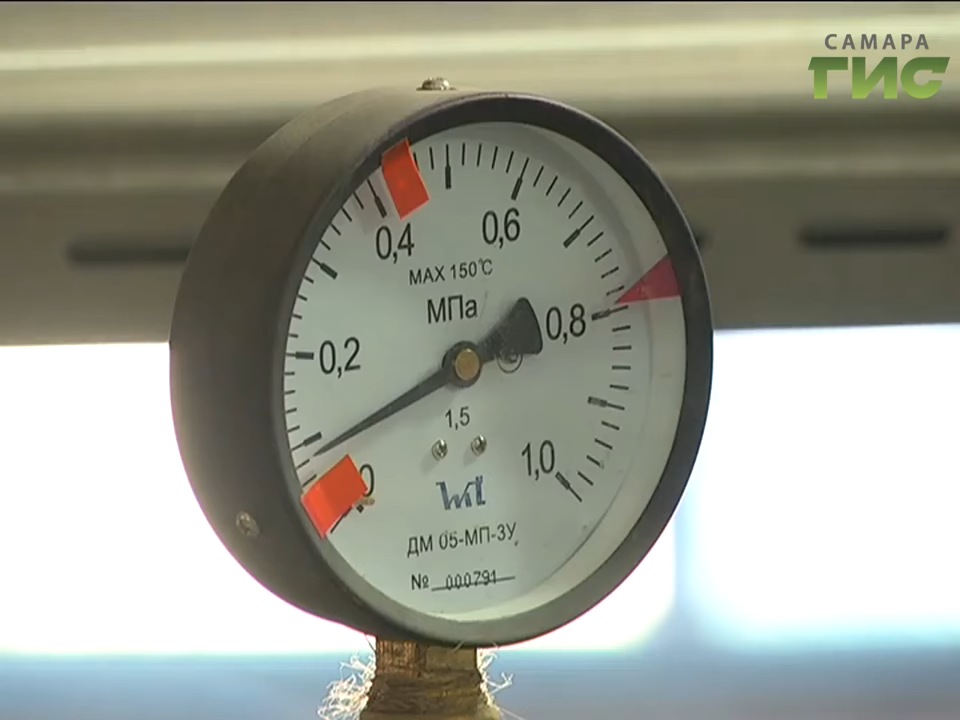 САМАРА
ГИС
0,4
0,6
MAX 150°C
МПа
0,2
0,8
1,5
0
1,0
ДМ 05-МП-3У
№ 000791